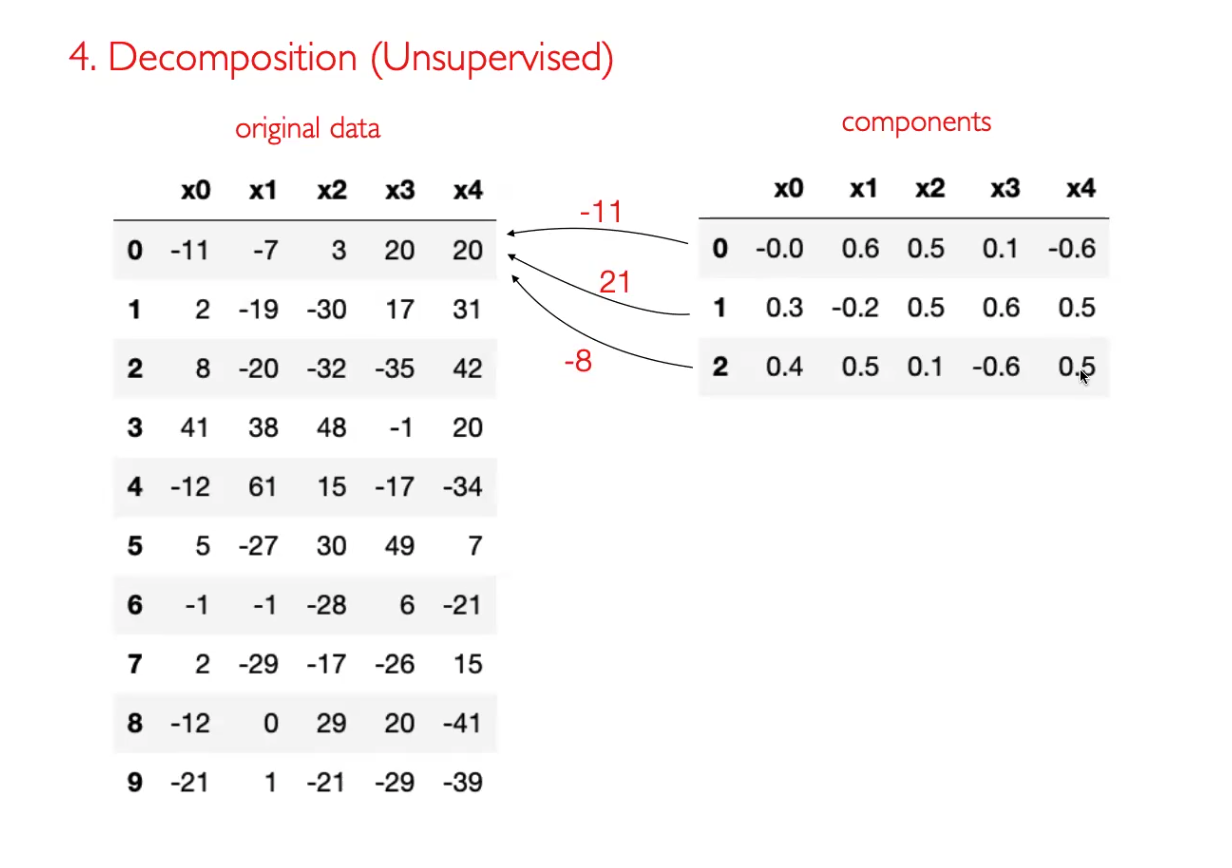 4. Decomposition (Unsupervised)
original data
components
x0 x1 x2 x3 x4
0 -11 -7 3 20 20
1 2 -19 -30 17 31
2 8 -20 -32 -35 42
3 41 38 48 -1 20
4 -12 61 15 -17 -34
5 5 -27 30 49 7
6 -1 -1 -28 6 -21
7 2 -29 -17 -26 15
8 -12 0 29 20 -41
9 -21 1 -21 -29 -39
-11
21
-8
x0 x1 x2 x3 x4
0 -0.0 0.6 0.5 0.1 -0.6
1 0.3 -0.2 0.5 0.6 0.5
2 0.4 0.5 0.1 -0.6 0.5